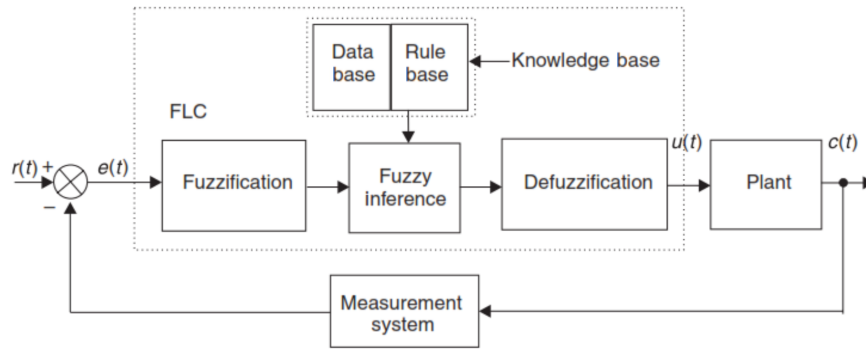 Data
base
Rule
base
Knowledge base
FLC
r(t) +
e(t)
−
Fuzzification
Fuzzy
inference
Defuzzification
u(t)
Plant
c(t)
Measurement
system